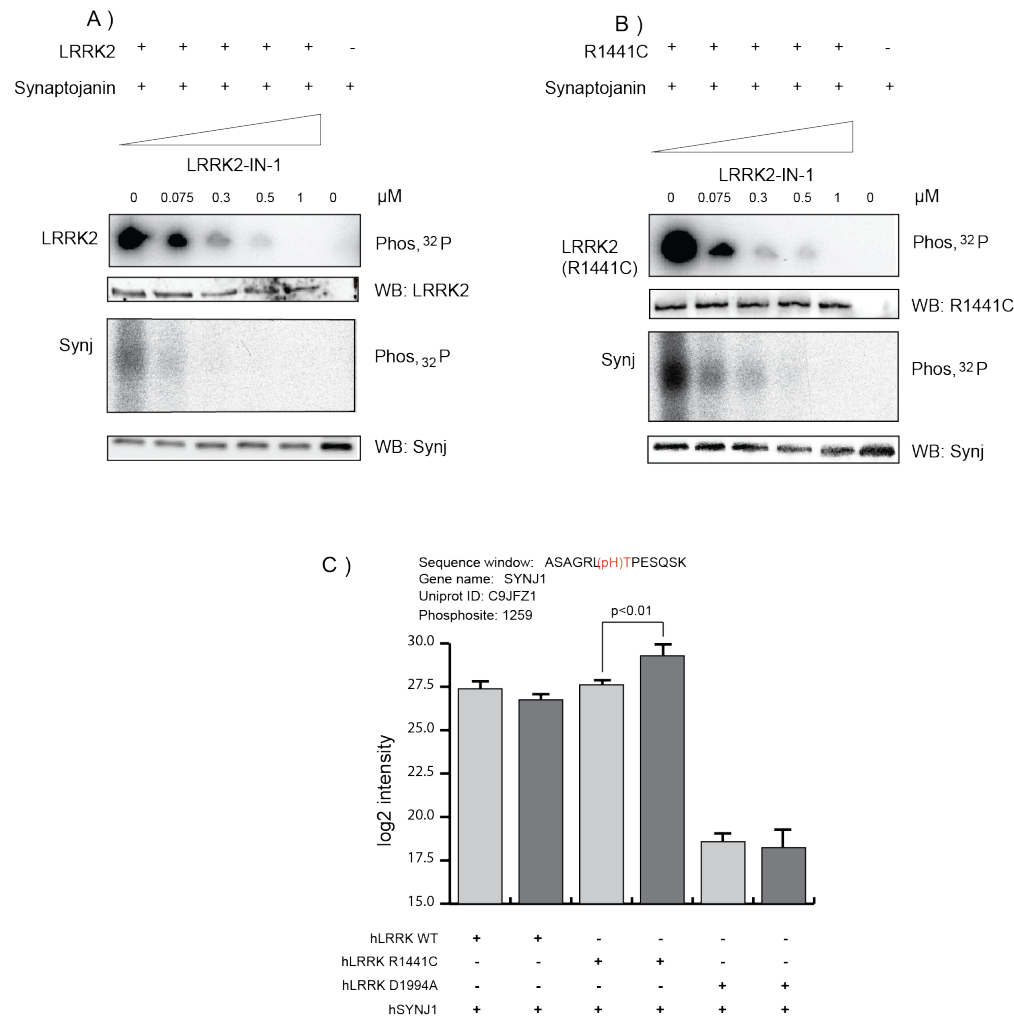 A )
LRRK2 + + + + + -
Synaptojanin + + + + + +
LRRK2-IN-1
0 0.075 0.3 0.5 1 0 µM
LRRK2
Phos, 32P
WB: LRRK2
Synj
Phos, 32P
WB: Synj
B )
R1441C + + + + + -
Synaptojanin + + + + + +
LRRK2-IN-1
0 0.075 0.3 0.5 1 0 µM
LRRK2
(R1441C)
Phos, 32P
WB: R1441C
Synj
Phos, 32P
WB: Synj
C )
Sequence window: ASAGRL(pH)TPESQSK
Gene name: SYNJ1
Uniprot ID: C9JFZ1
Phosphosite: 1259
p<0.01
30.0
27.5
25.0
22.5
20.0
17.5
15.0
log2 intensity
hLRRK WT + + - - - -
hLRRK R1441C - - + + - -
hLRRK D1994A - - - - + +
hSYNJ1 + + + + + +